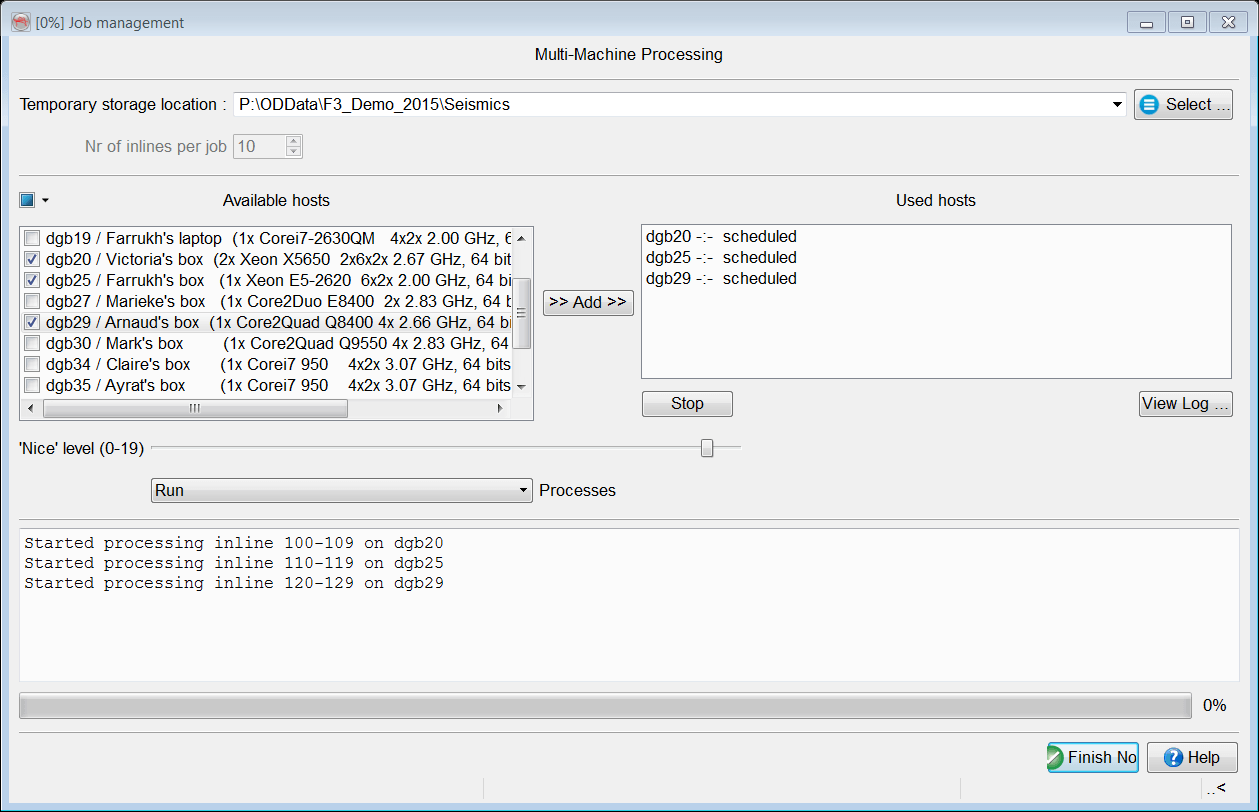 [0%] Job management
Multi-Machine Processing
Temporary storage location : P:\ODData\F3_Demo_2015\Seismics Select ...
Nr of inlines per job 10
Available hosts
Used hosts
dgb19 / Farrukh's laptop (1x Corei7-2630QM 4x2x 2.00 GHz, 6
dgb20 / Victoria's box (2x Xeon X5650 2x6x2x 2.67 GHz, 64 bit
dgb25 / Farrukh's box (1x Xeon E5-2620 6x2x 2.00 GHz, 64 bi
dgb27 / Marieke's box (1x Core2Duo E8400 2x 2.83 GHz, 64 b
dgb29 / Arnaud's box (1x Core2Quad Q8400 4x 2.66 GHz, 64 bi
dgb30 / Mark's box (1x Core2Quad Q9550 4x 2.83 GHz, 64
dgb34 / Claire's box (1x Corei7 950 4x2x 3.07 GHz, 64 bits
dgb35 / Ayrat's box (1x Corei7 950 4x2x 3.07 GHz, 64 bits
>> Add >>
dgb20 -:- scheduled
dgb25 -:- scheduled
dgb29 -:- scheduled
Stop
View Log ...
'Nice' level (0-19)
Run Processes
Started processing inline 100-109 on dgb20
Started processing inline 110-119 on dgb25
Started processing inline 120-129 on dgb29
0%
Finish No
Help
..<